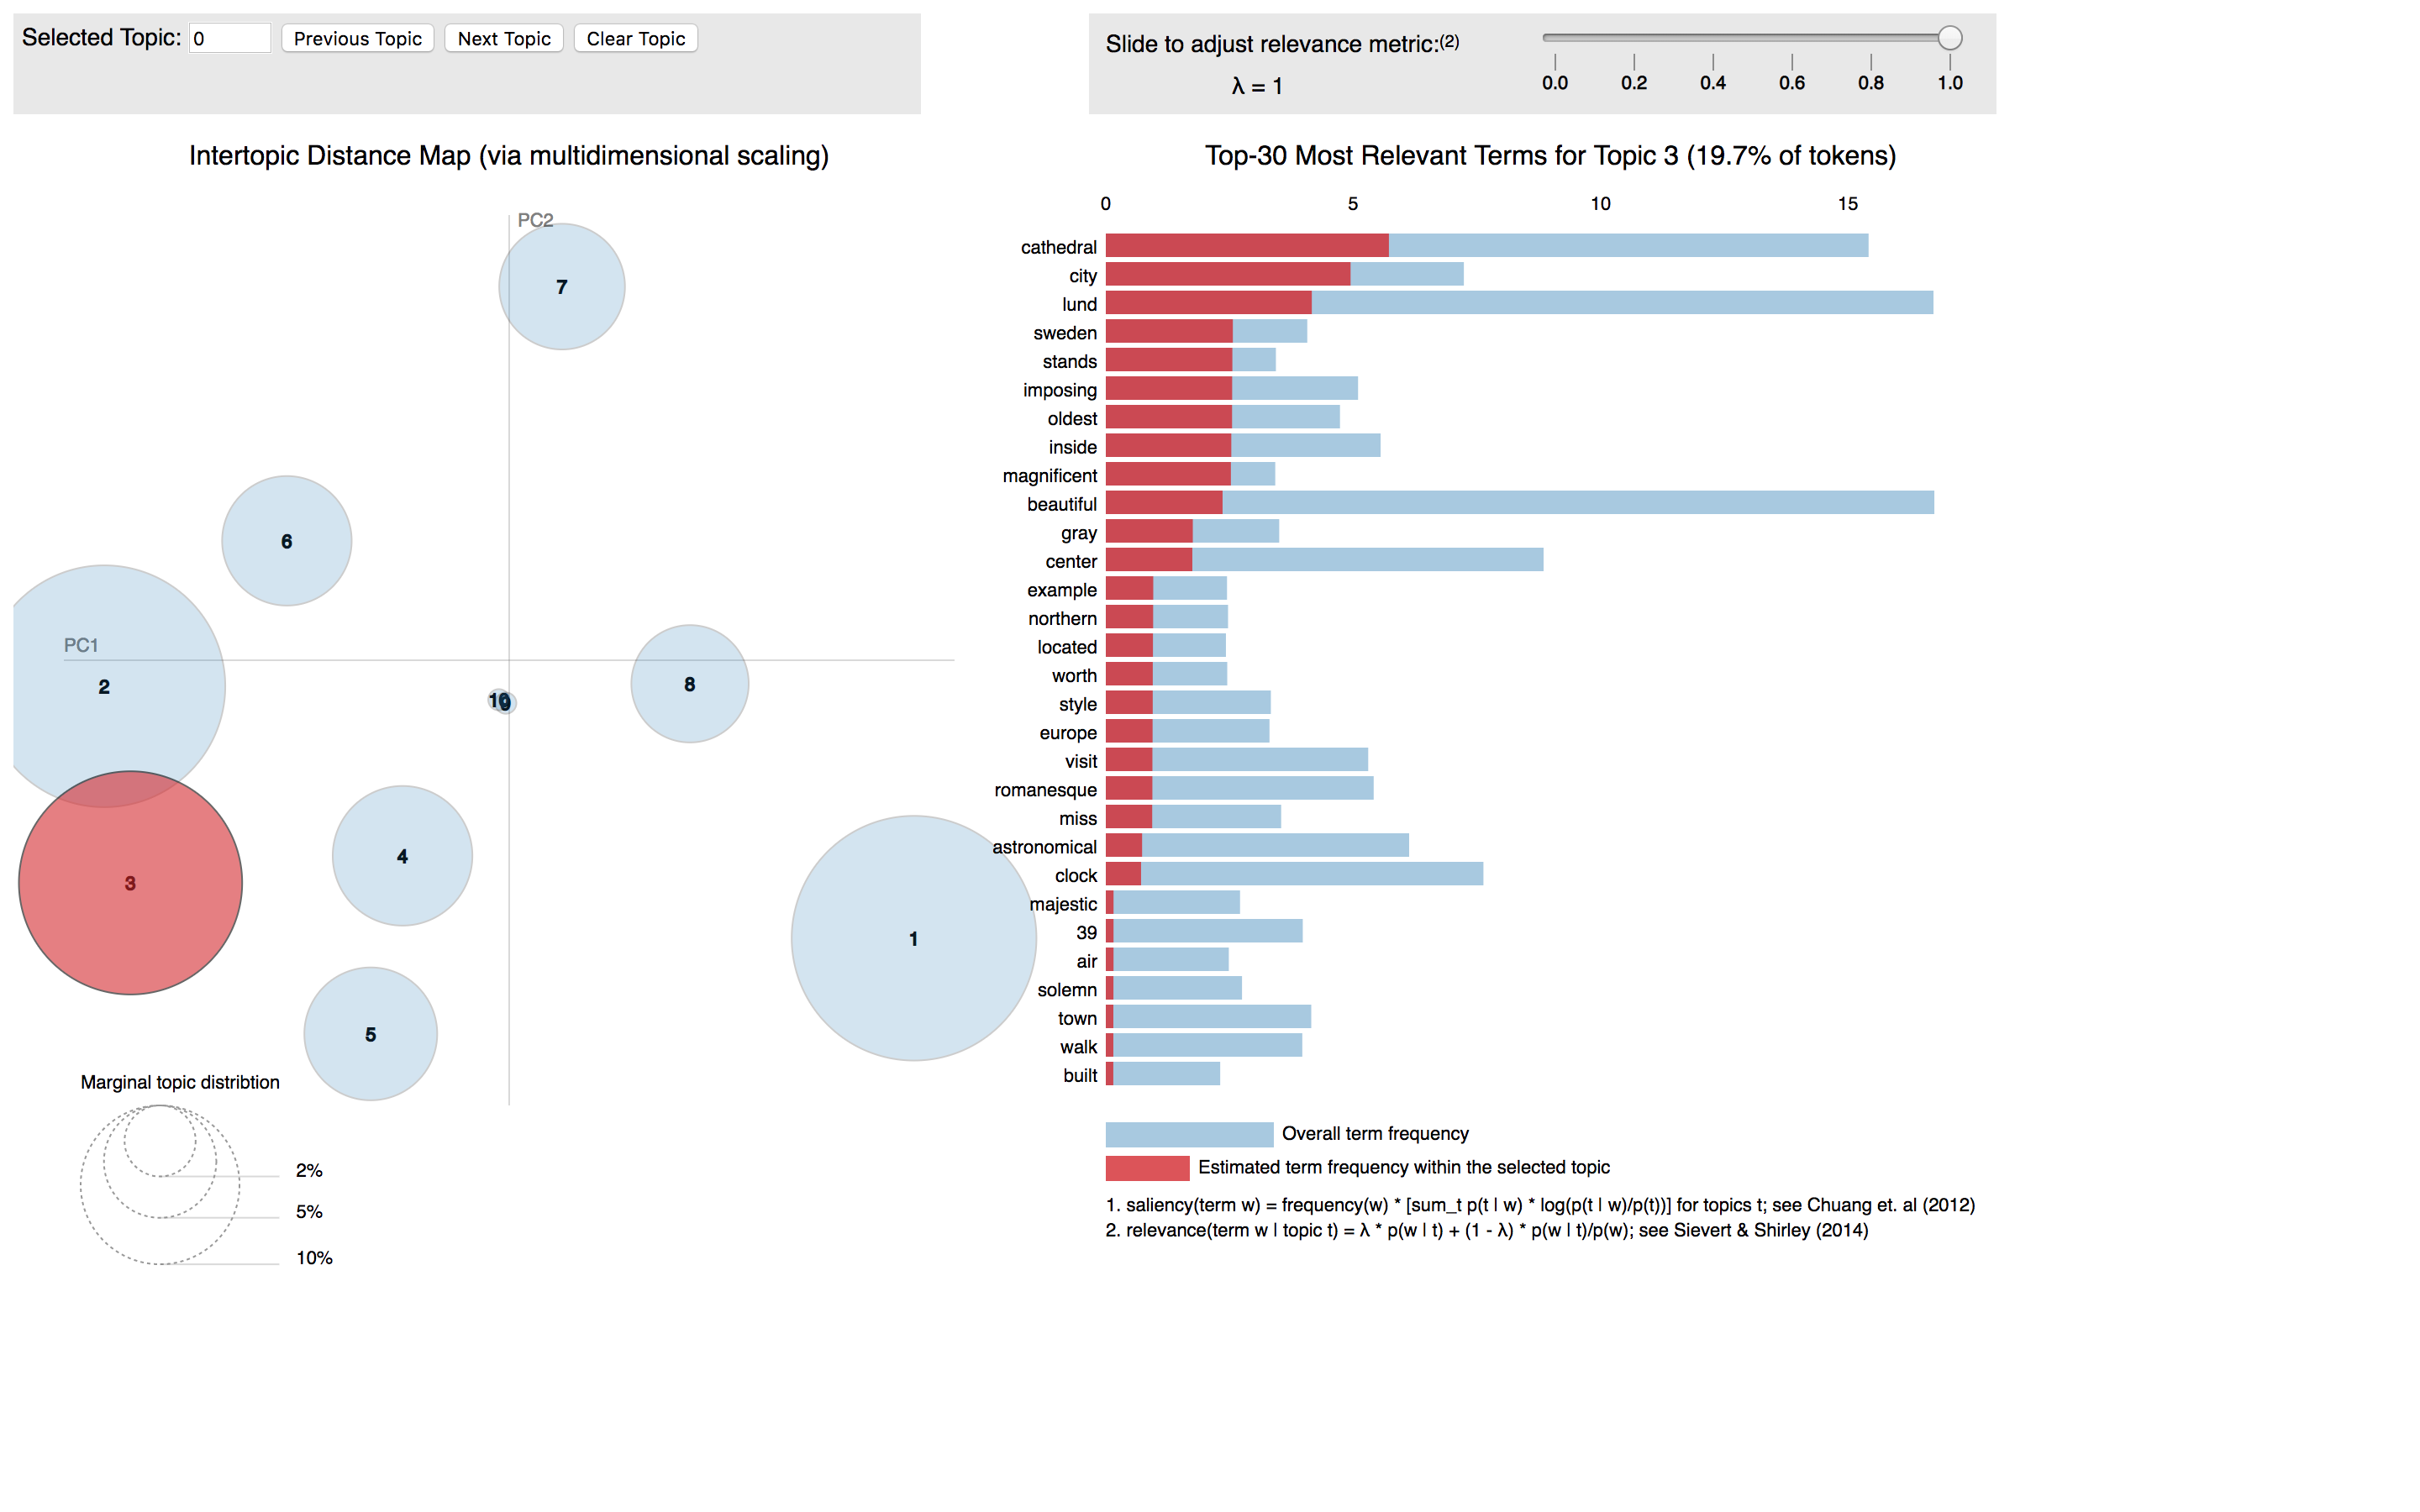 Selected Topic: 0 Previous Topic Next Topic Clear Topic
Slide to adjust relevance metric:(2)
λ = 1
0.0 0.2 0.4 0.6 0.8 1.0
Intertopic Distance Map (via multidimensional scaling)
PC2
7
6
PC1
2
8
10
9
3
4
1
5
Marginal topic distribtion
2%
5%
10%
Top-30 Most Relevant Terms for Topic 3 (19.7% of tokens)
0 5 10 15
cathedral
city
lund
sweden
stands
imposing
oldest
inside
magnificent
beautiful
gray
center
example
northern
located
worth
style
europe
visit
romanesque
miss
astronomical
clock
majestic
39
air
solemn
town
walk
built
Overall term frequency
Estimated term frequency within the selected topic
1. saliency(term w) = frequency(w) * [sum_t p(t | w) * log(p(t | w)/p(t))] for topics t; see Chuang et. al (2012)
2. relevance(term w | topic t) = λ * p(w | t) + (1 - λ) * p(w | t)/p(w); see Sievert & Shirley (2014)